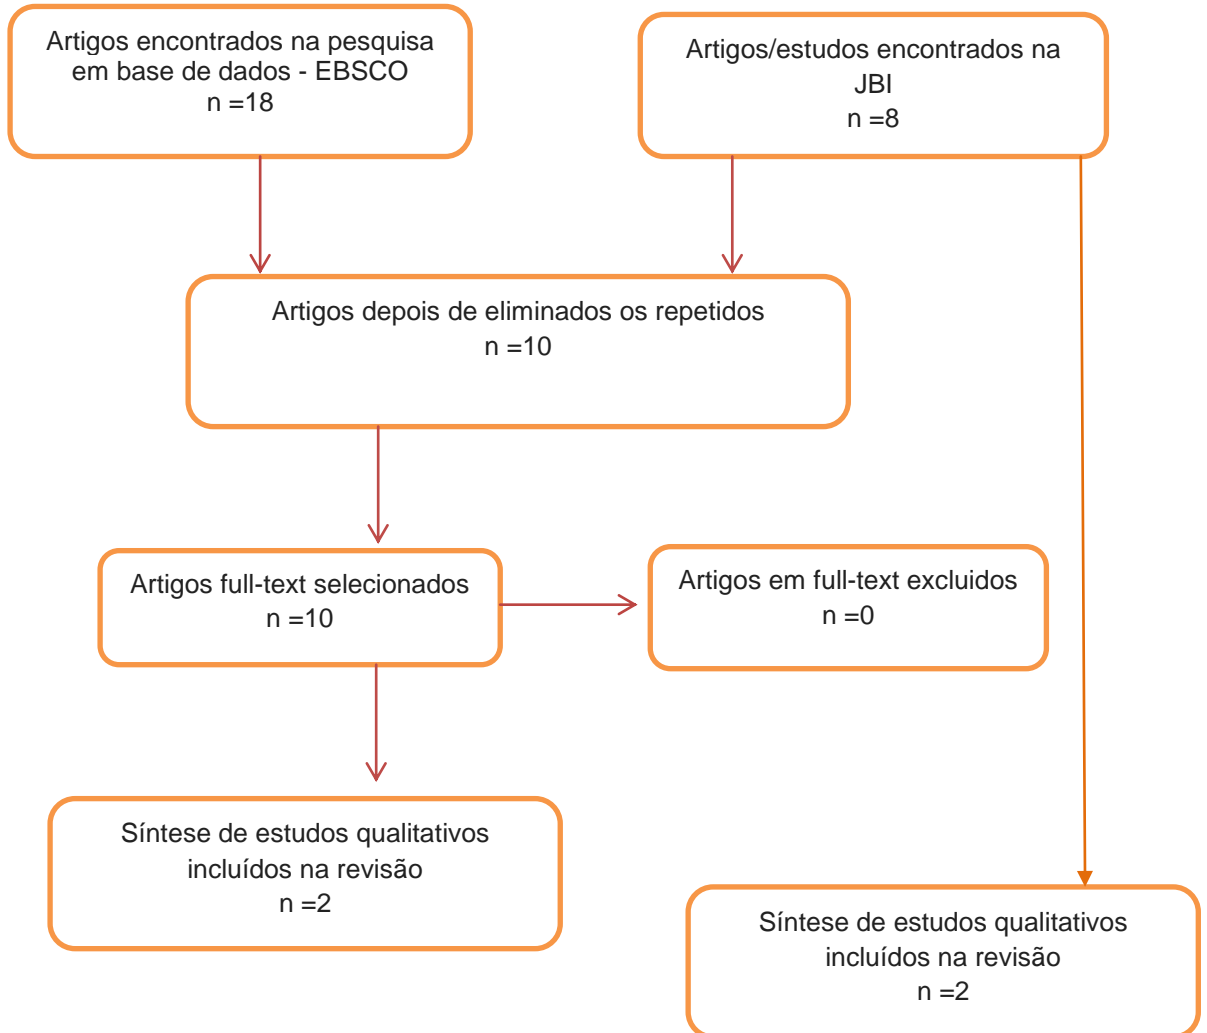 Artigos encontrados na pesquisa
em base de dados - EBSCO
n =18
Artigos/estudos encontrados na
JBI
n =8
Artigos depois de eliminados os repetidos
n =10
Artigos full-text selecionados
n =10
Artigos em full-text excluidos
n =0
Síntese de estudos qualitativos
incluídos na revisão
n =2
Síntese de estudos qualitativos
incluídos na revisão
n =2